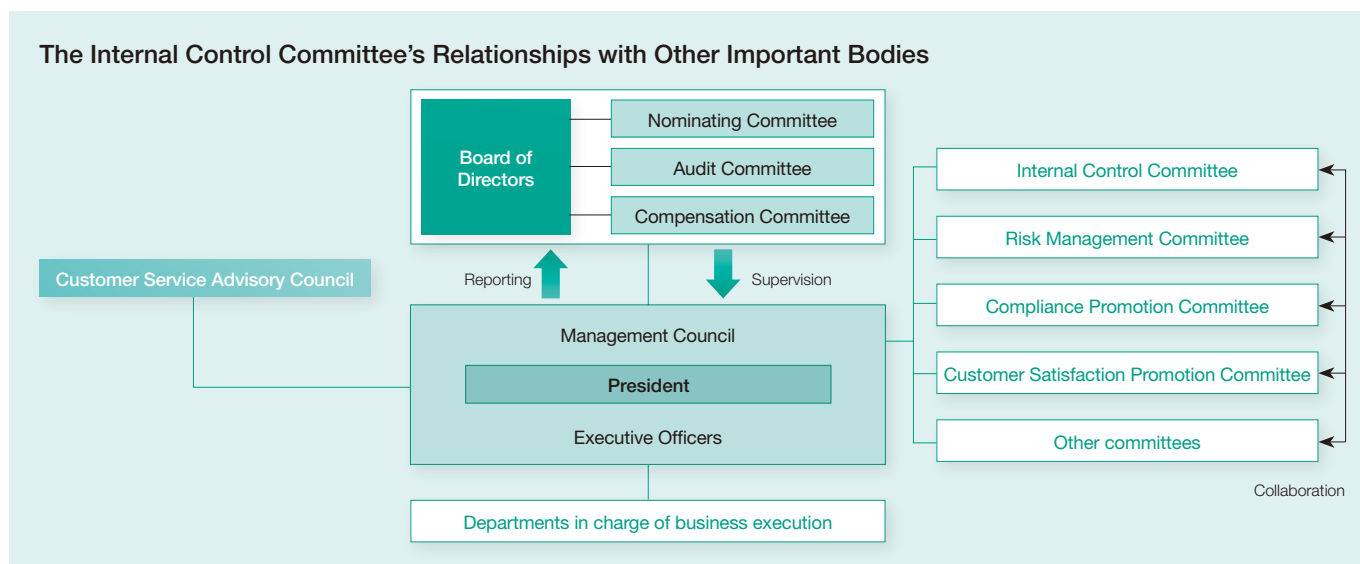 The Internal Control Committee's Relationships with Other Important Bodies
Board of
Directors
Nominating Committee
Audit Committee
Compensation Committee
Reporting
Supervision
Customer Service Advisory Council
Management Council
President
Executive Officers
Departments in charge of business execution
Internal Control Committee
Risk Management Committee
Compliance Promotion Committee
Customer Satisfaction Promotion Committee
Other committees
Collaboration